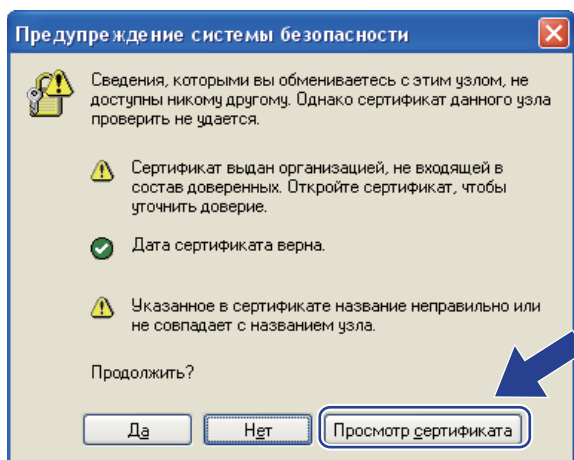 Предупреждение системы безопасности
Сведения, которыми вы обмениваетесь с этим узлом, не
доступны никому другому. Однако сертификат данного узла
проверить не удается.
Сертификат выдан организацией, не входящей в
состав доверенных. Откройте сертификат, чтобы
уточнить доверие.
Дата сертификата верна.
Указанное в сертификате название неправильно или
не совпадает с названием узла.
Продолжить?
Да Нет Просмотр сертификата